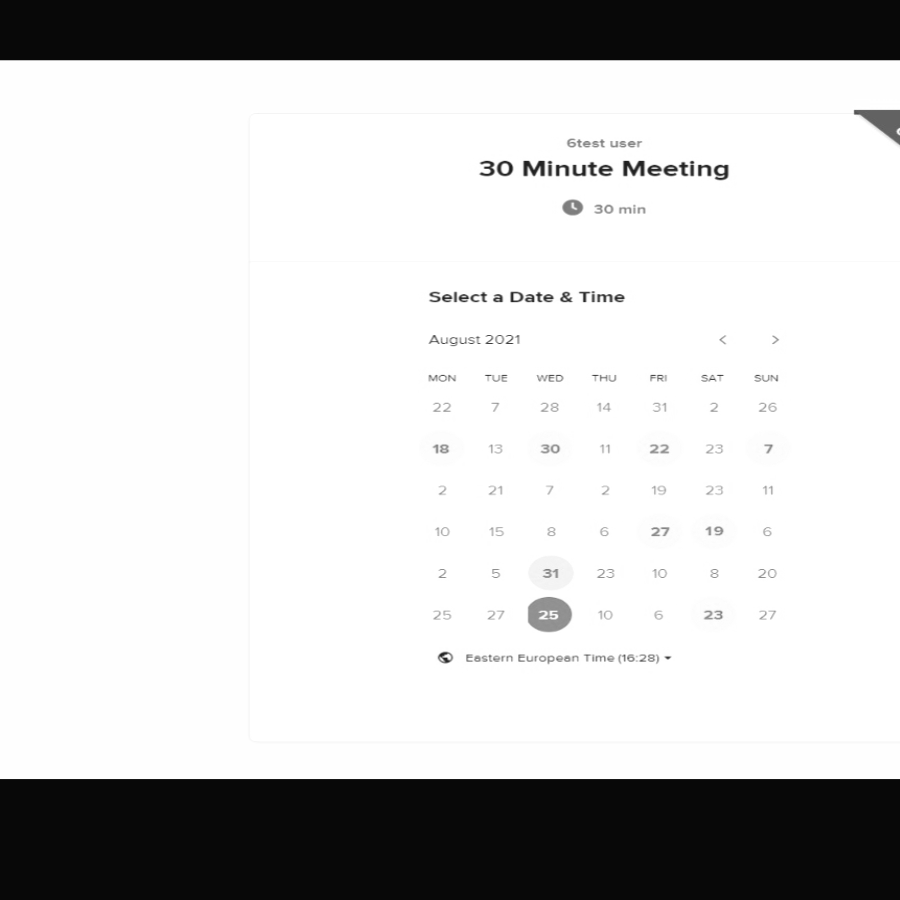 6test user
30 Minute Meeting
30 min
Select a Date & Time
August 2021
MON TUE WED THU FRI SAT SUN
22 7 28 14 31 2 26
18 13 30 11 22 23 7
2 21 7 2 19 23 11
10 15 8 6 27 19 6
2 5 31 23 10 8 20
25 27 25 10 6 23 27
Eastern European Time (16:28)